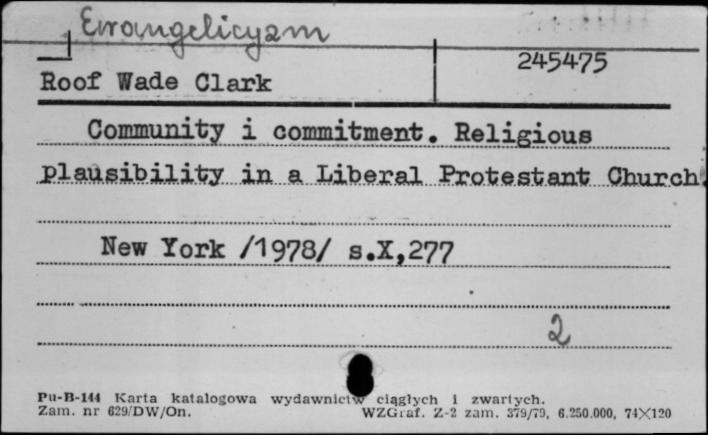 Ewangelicyzm
245475
Roof Wade Clark
Community i commitment. Religious
plausibility in a Liberal Protestant Church.
New York /1978/ s.X,277
2
Pu-B-144 Karta katalogowa wydawnictw ciągłych i zwartych.
Zam. nr 629/DW/On. WZGraf. Z-2 zam. 379/79, 6.250.000, 74X120